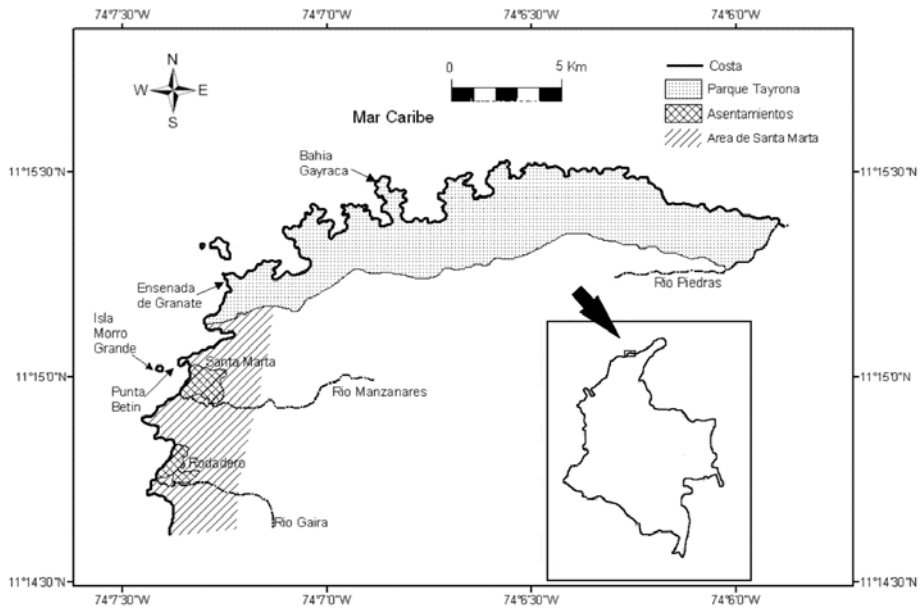 74°7'30"W
74°7'0"W
74°6'30"W
74°6'0"W
N
W
E
S
0
5 Km
Mar Caribe
Costa
Parque Tayrona
Asentamientos
Area de Santa Marta
11°15'30"N
11°15'30"N
Bahia
Gayraca
Ensenada
de Granate
Rio Piedras
Isla
Morro
Grande
Santa Marta
11°15'0"N
11°15'0"N
Punta
Betin
Rio Manzanares
Rodadero
Rio Gaira
11°14'30"N
11°14'30"N
74°7'30"W
74°7'0"W
74°6'30"W
74°6'0"W